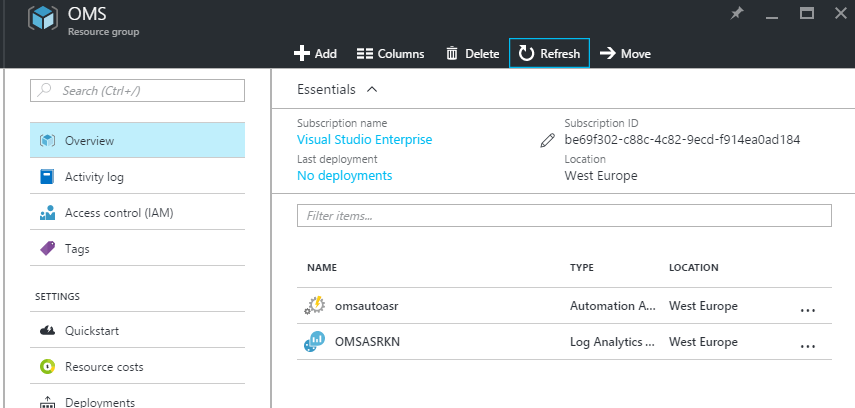 OMS
Resource group
Add Columns Delete Refresh Move
Search (Ctrl+/)
Overview
Activity log
Access control (IAM)
Tags
SETTINGS
Quickstart
Resource costs
Deployments
Essentials
Subscription name Subscription ID
Visual Studio Enterprise be69f302-c88c-4c82-9ecd-f914ea0ad184
Last deployment Location
No deployments West Europe
Filter items...
NAME TYPE LOCATION
omsautoasr Automation A... West Europe ...
OMSASRKN Log Analytics ... West Europe ...